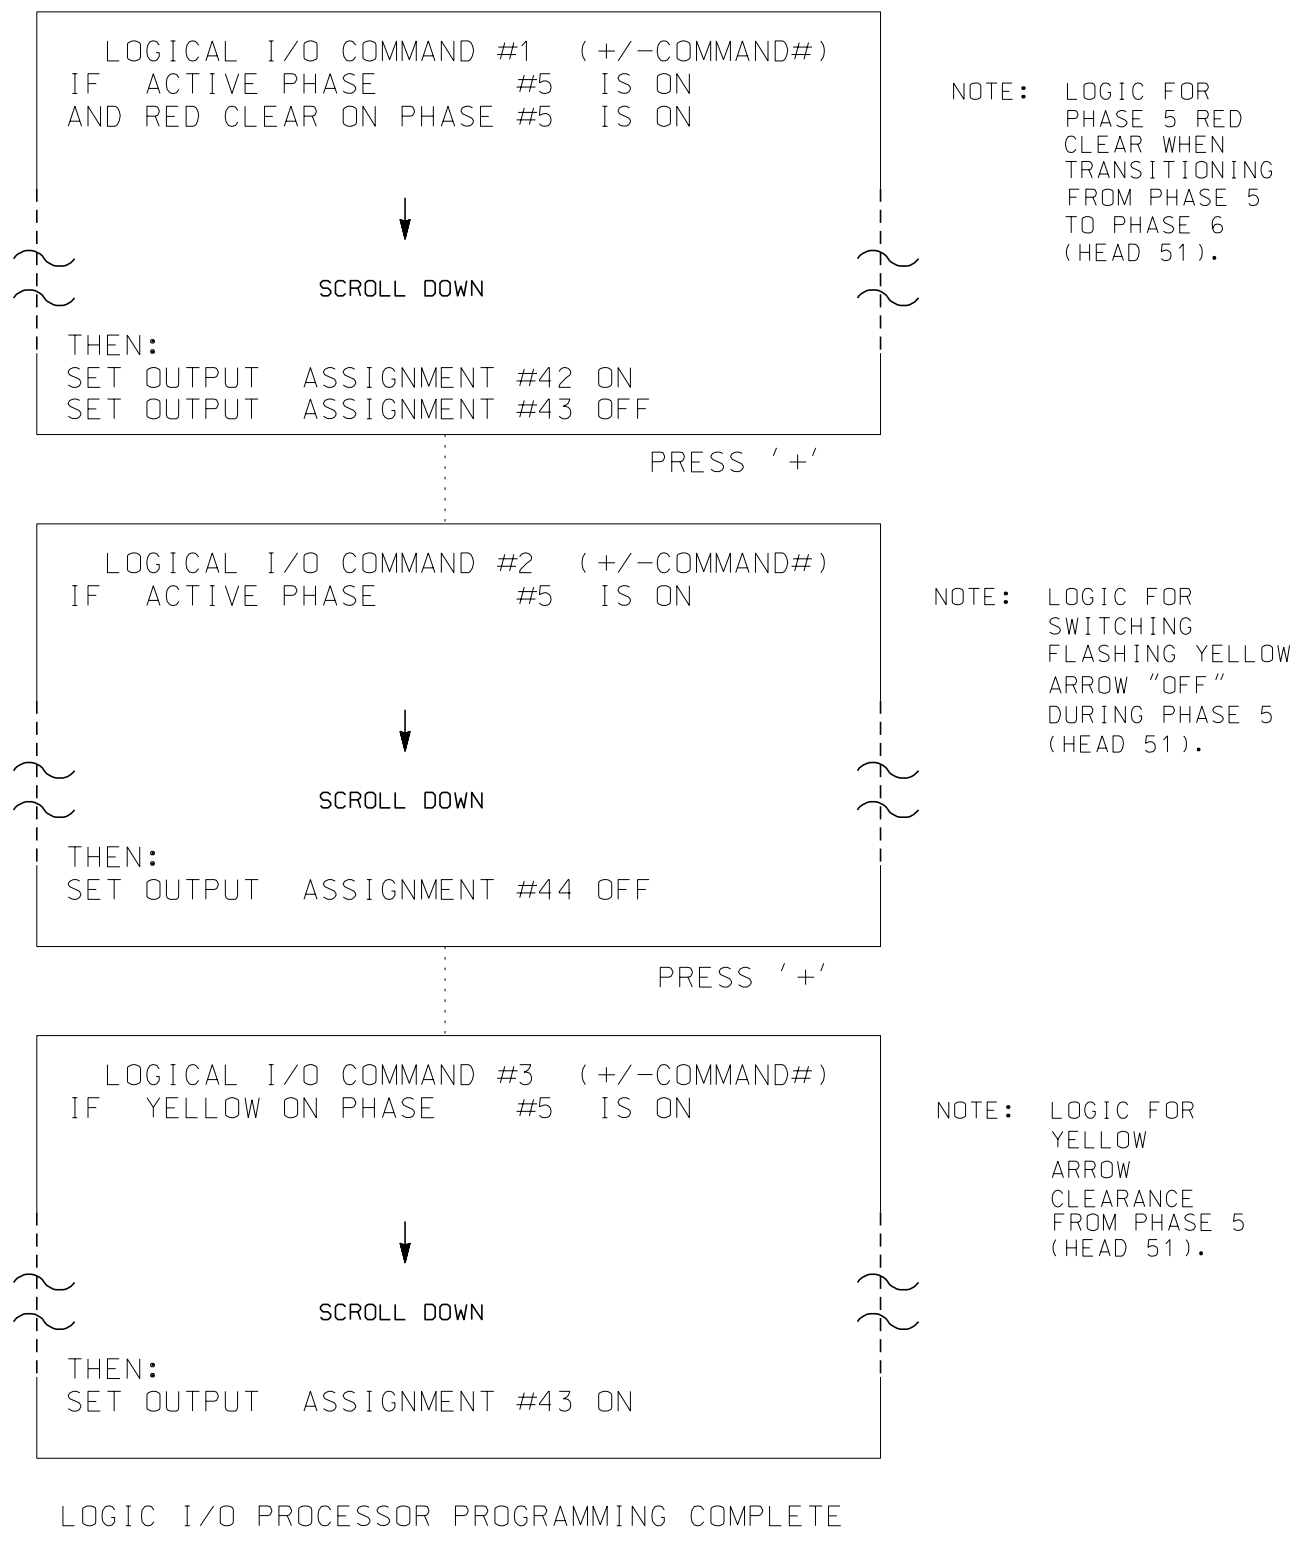 LOGICAL I/O COMMAND #1 (+/-COMMAND#)
IF ACTIVE PHASE #5 IS ON
AND RED CLEAR ON PHASE #5 IS ON
SCROLL DOWN
THEN:
SET OUTPUT ASSIGNMENT #42 ON
SET OUTPUT ASSIGNMENT #43 OFF
NOTE: LOGIC FOR
PHASE 5 RED
CLEAR WHEN
TRANSITIONING
FROM PHASE 5
TO PHASE 6
(HEAD 51).
PRESS '+'
LOGICAL I/O COMMAND #2 (+/-COMMAND#)
IF ACTIVE PHASE #5 IS ON
SCROLL DOWN
THEN:
SET OUTPUT ASSIGNMENT #44 OFF
NOTE: LOGIC FOR
SWITCHING
FLASHING YELLOW
ARROW "OFF"
DURING PHASE 5
(HEAD 51).
PRESS '+'
LOGICAL I/O COMMAND #3 (+/-COMMAND#)
IF YELLOW ON PHASE #5 IS ON
SCROLL DOWN
THEN:
SET OUTPUT ASSIGNMENT #43 ON
NOTE: LOGIC FOR
YELLOW
ARROW
CLEARANCE
FROM PHASE 5
(HEAD 51).
LOGIC I/O PROCESSOR PROGRAMMING COMPLETE